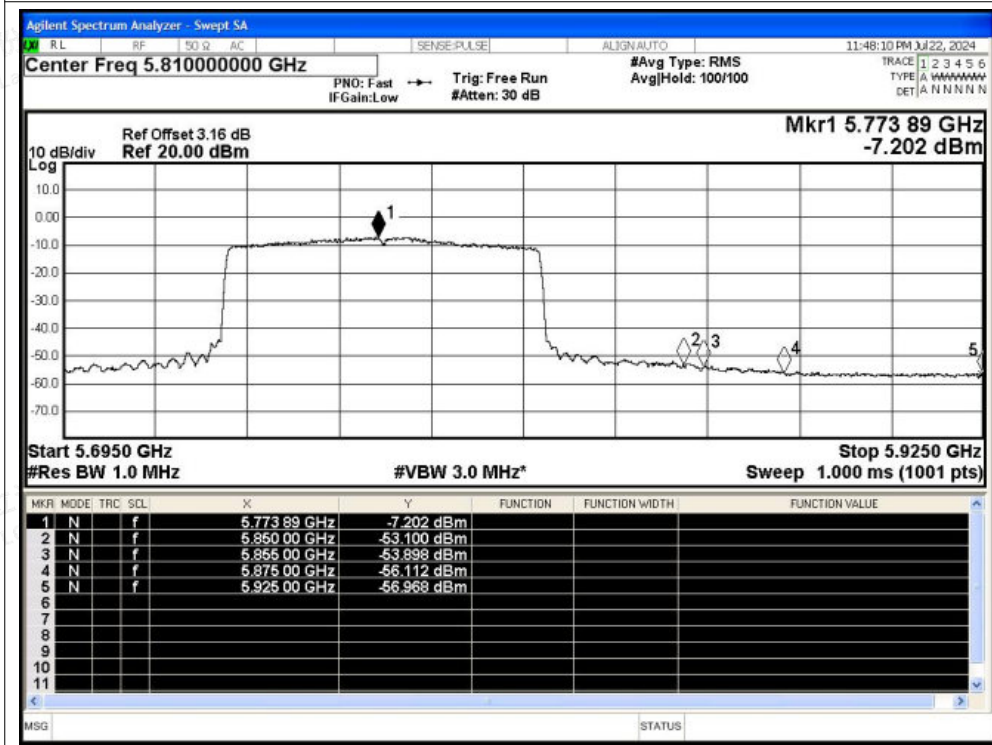 Agilent Spectrum Analyzer - Swept SA
LXI RL RF 50 Ω AC SENSE:PULSE ALIGN AUTO 11:48:10 PM Jul 22, 2024
Center Freq 5.810000000 GHz
PNO: Fast Trig: Free Run #Avg Type: RMS TRACE 1 2 3 4 5 6
IFGain:Low #Atten: 30 dB Avg|Hold: 100/100 TYPE A WWWWW
DET A N N N N N
Mkr1 5.773 89 GHz
-7.202 dBm
Ref Offset 3.16 dB
10 dB/div Ref 20.00 dBm
Log
10.0
0.00
-10.0
-20.0
-30.0
-40.0
-50.0
-60.0
-70.0
1
2 3 4 5
Start 5.6950 GHz Stop 5.9250 GHz
#Res BW 1.0 MHz #VBW 3.0 MHz* Sweep 1.000 ms (1001 pts)
MKR MODE TRC SCL X Y FUNCTION FUNCTION WIDTH FUNCTION VALUE
1 N f 5.773 89 GHz -7.202 dBm
2 N f 5.850 00 GHz -53.100 dBm
3 N f 5.855 00 GHz -53.898 dBm
4 N f 5.875 00 GHz -56.112 dBm
5 N f 5.925 00 GHz -56.968 dBm
6
7
8
9
10
11
MSG STATUS